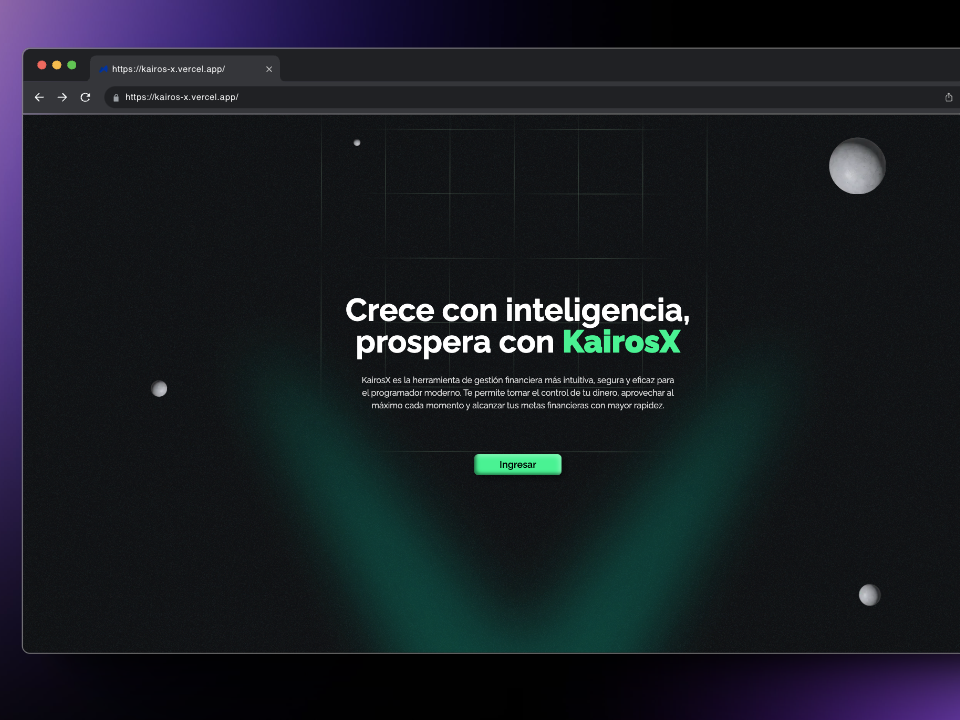 https://kairos-x.vercel.app/
https://kairos-x.vercel.app/
Crece con inteligencia,
prospera con KairosX
KairosX es la herramienta de gestión financiera más intuitiva, segura y eficaz para
el programador moderno. Te permite tomar el control de tu dinero, aprovechar al
máximo cada momento y alcanzar tus metas financieras con mayor rapidez.
Ingresar